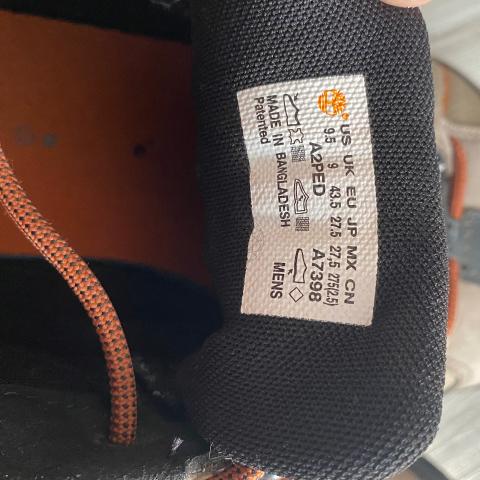 US UK EU JP MX CN
9.5 9 43.5 27.5 27,5 275(2.5)
A2PED A7398
MENS
MADE IN BANGLADESH
Patented